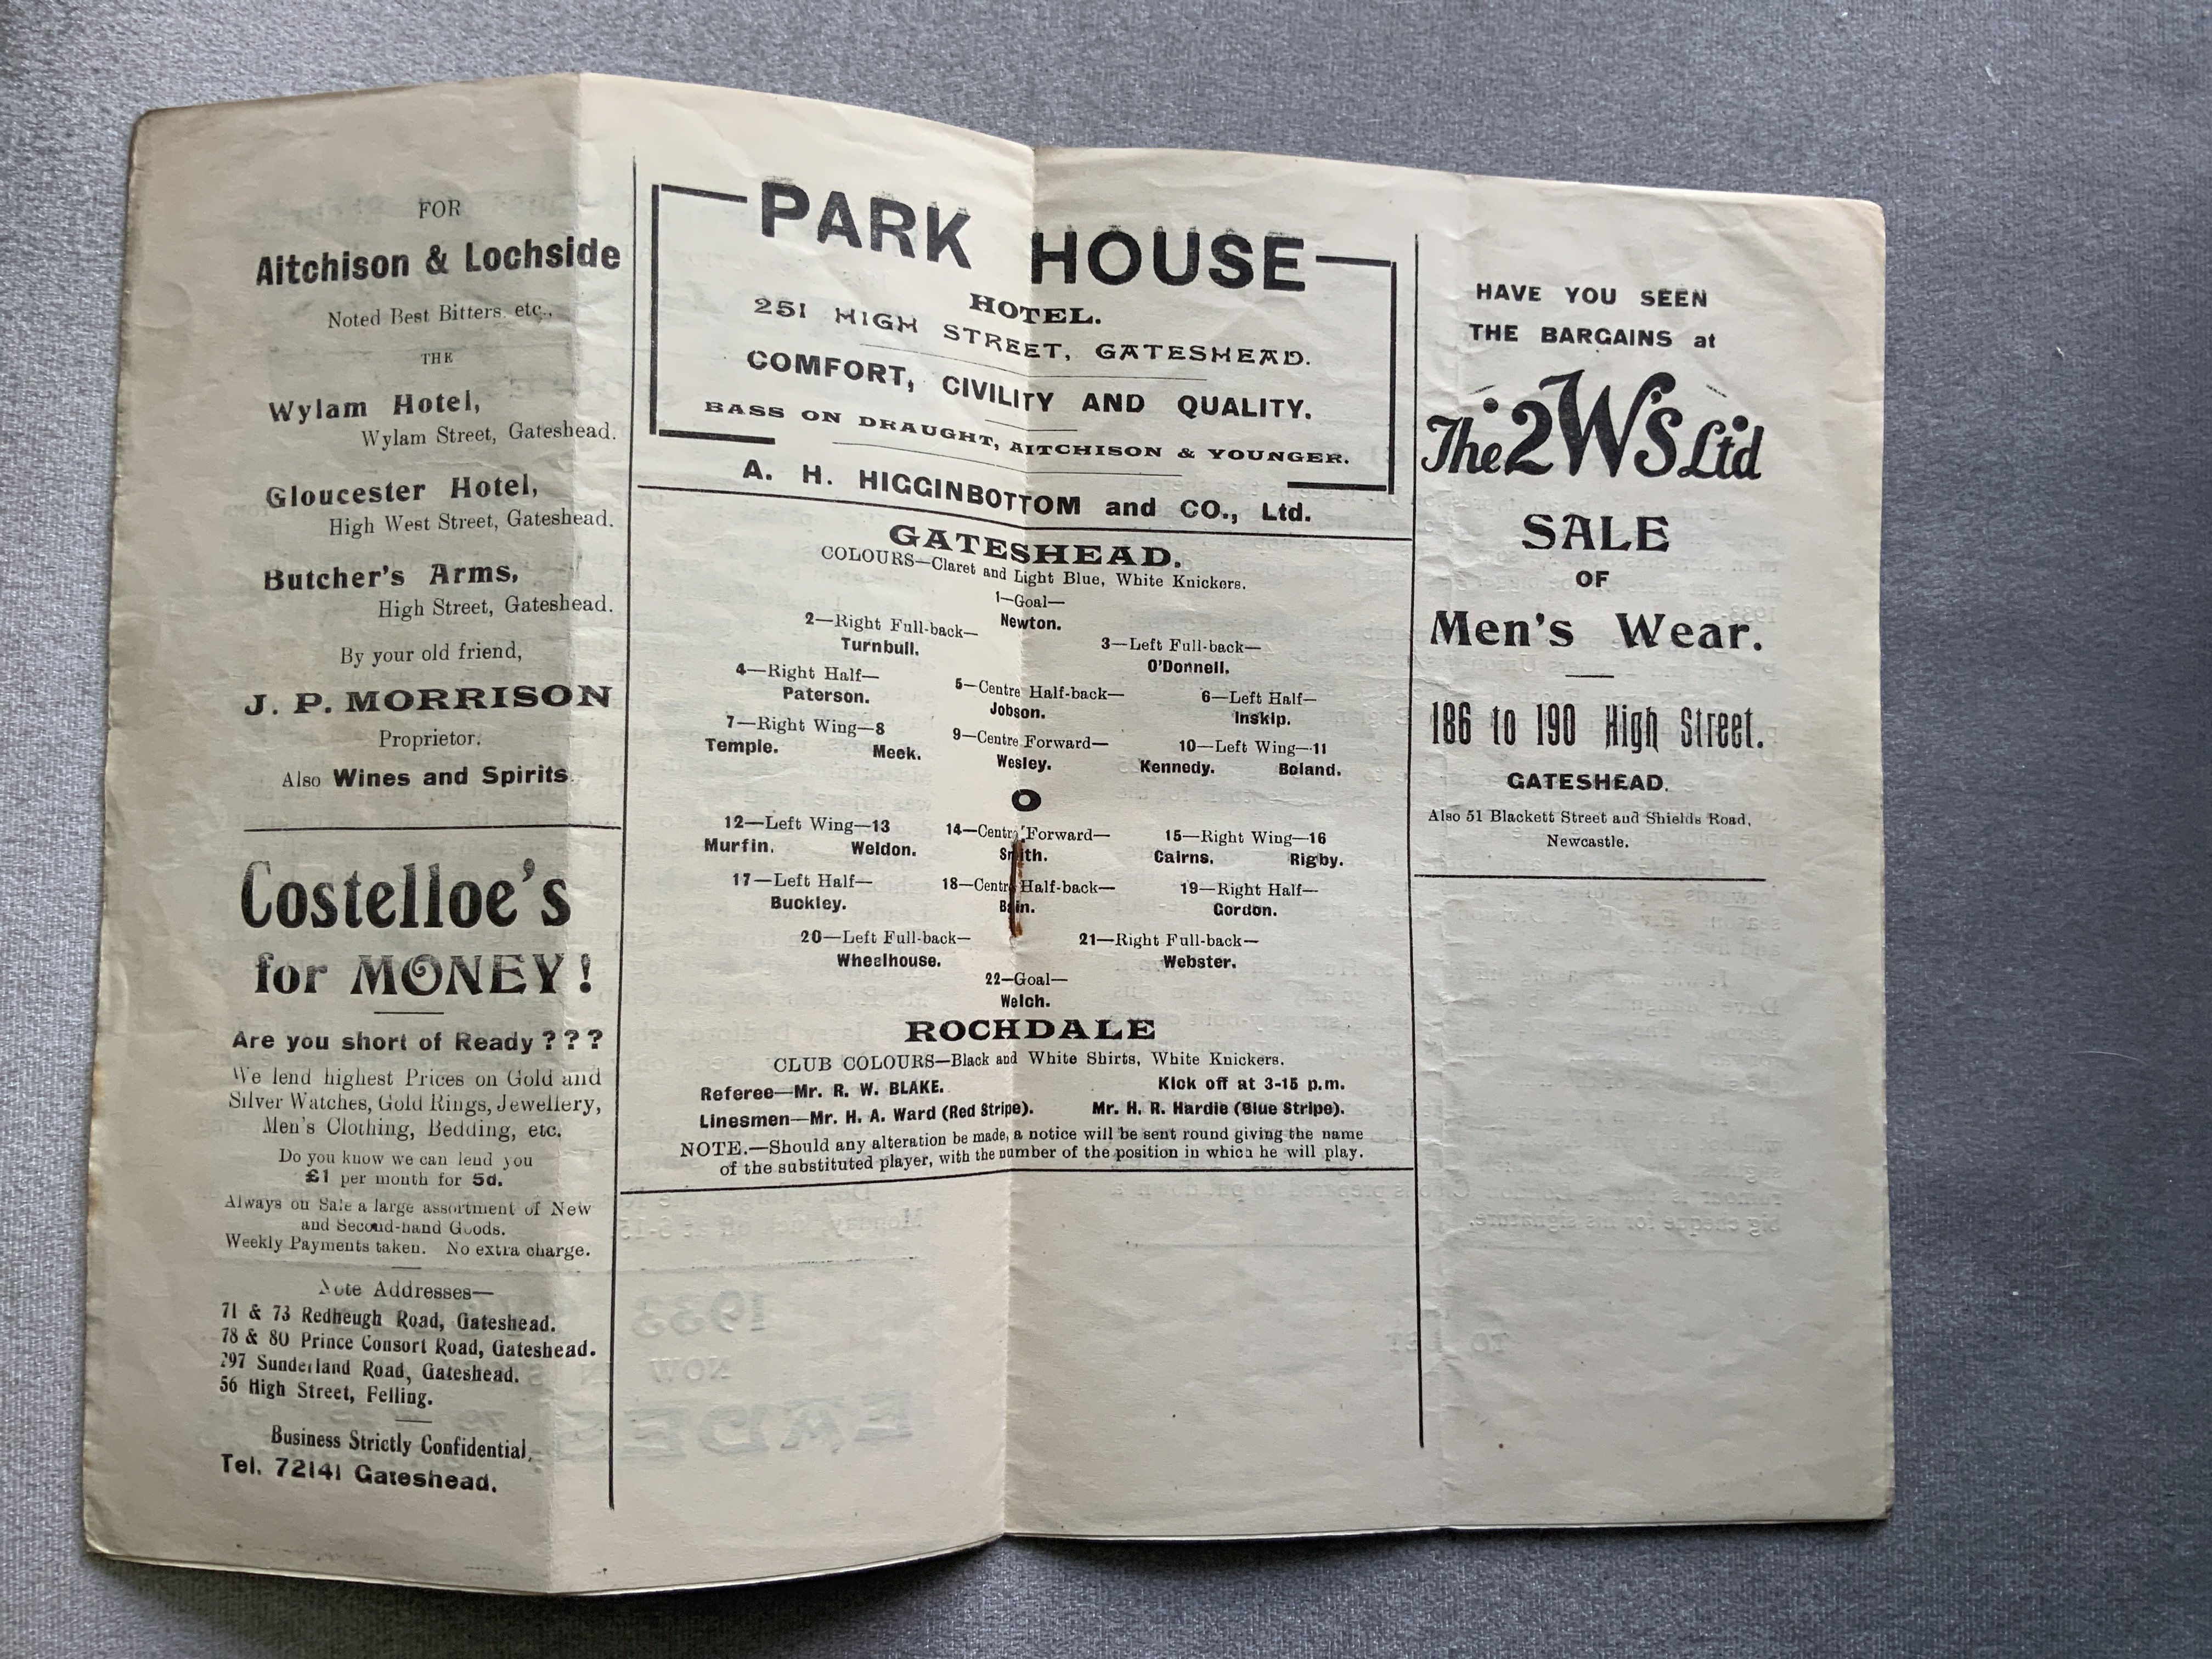 FOR
Aitchison & Lochside
Noted Best Bitters, etc.,
THE
Wylam Hotel,
Wylam Street, Gateshead.
Gloucester Hotel,
High West Street, Gateshead.
Butcher's Arms,
High Street, Gateshead.
By your old friend,
J. P. MORRISON
Proprietor.
Also Wines and Spirits.
Costelloe's
for MONEY!
Are you short of Ready ? ? ?
We lend highest Prices on Gold and
Silver Watches, Gold Rings, Jewellery,
Men's Clothing, Bedding, etc.
Do you know we can lend you
£1 per month for 5d.
Always on Sale a large assortment of New
and Second-hand Goods.
Weekly Payments taken. No extra charge.
Note Addresses—
71 & 73 Redheugh Road, Gateshead.
78 & 80 Prince Consort Road, Gateshead.
297 Sunderland Road, Gateshead.
56 High Street, Felling.
Business Strictly Confidential,
Tel. 72141 Gateshead.
PARK HOUSE
HOTEL.
251 HIGH STREET, GATESHEAD.
COMFORT, CIVILITY AND QUALITY.
BASS ON DRAUGHT, AITCHISON & YOUNGER.
A. H. HIGGINBOTTOM and CO., Ltd.
GATESHEAD.
COLOURS—Claret and Light Blue, White Knickers.
1—Goal—
Newton.
2—Right Full-back— 3—Left Full-back—
Turnbull. O'Donnell.
4—Right Half— 5—Centre Half-back— 6—Left Half—
Paterson. Jobson. Inskip.
7—Right Wing—8 9—Centre Forward— 10—Left Wing—11
Temple. Meek. Wesley. Kennedy. Boland.
O
12—Left Wing—13 14—Centre Forward— 15—Right Wing—16
Murfin. Weldon. Smith. Cairns. Rigby.
17—Left Half— 18—Centre Half-back— 19—Right Half—
Buckley. Bain. Gordon.
20—Left Full-back— 21—Right Full-back—
Wheelhouse. Webster.
22—Goal—
Welch.
ROCHDALE
CLUB COLOURS—Black and White Shirts, White Knickers.
Referee—Mr. R. W. BLAKE. Kick off at 3-15 p.m.
Linesmen—Mr. H. A. Ward (Red Stripe). Mr. H. R. Hardie (Blue Stripe).
NOTE.—Should any alteration be made, a notice will be sent round giving the name
of the substituted player, with the number of the position in which he will play.
HAVE YOU SEEN
THE BARGAINS at
The 2W's Ltd
SALE
OF
Men's Wear.
186 to 190 High Street.
GATESHEAD.
Also 51 Blackett Street and Shields Road,
Newcastle.